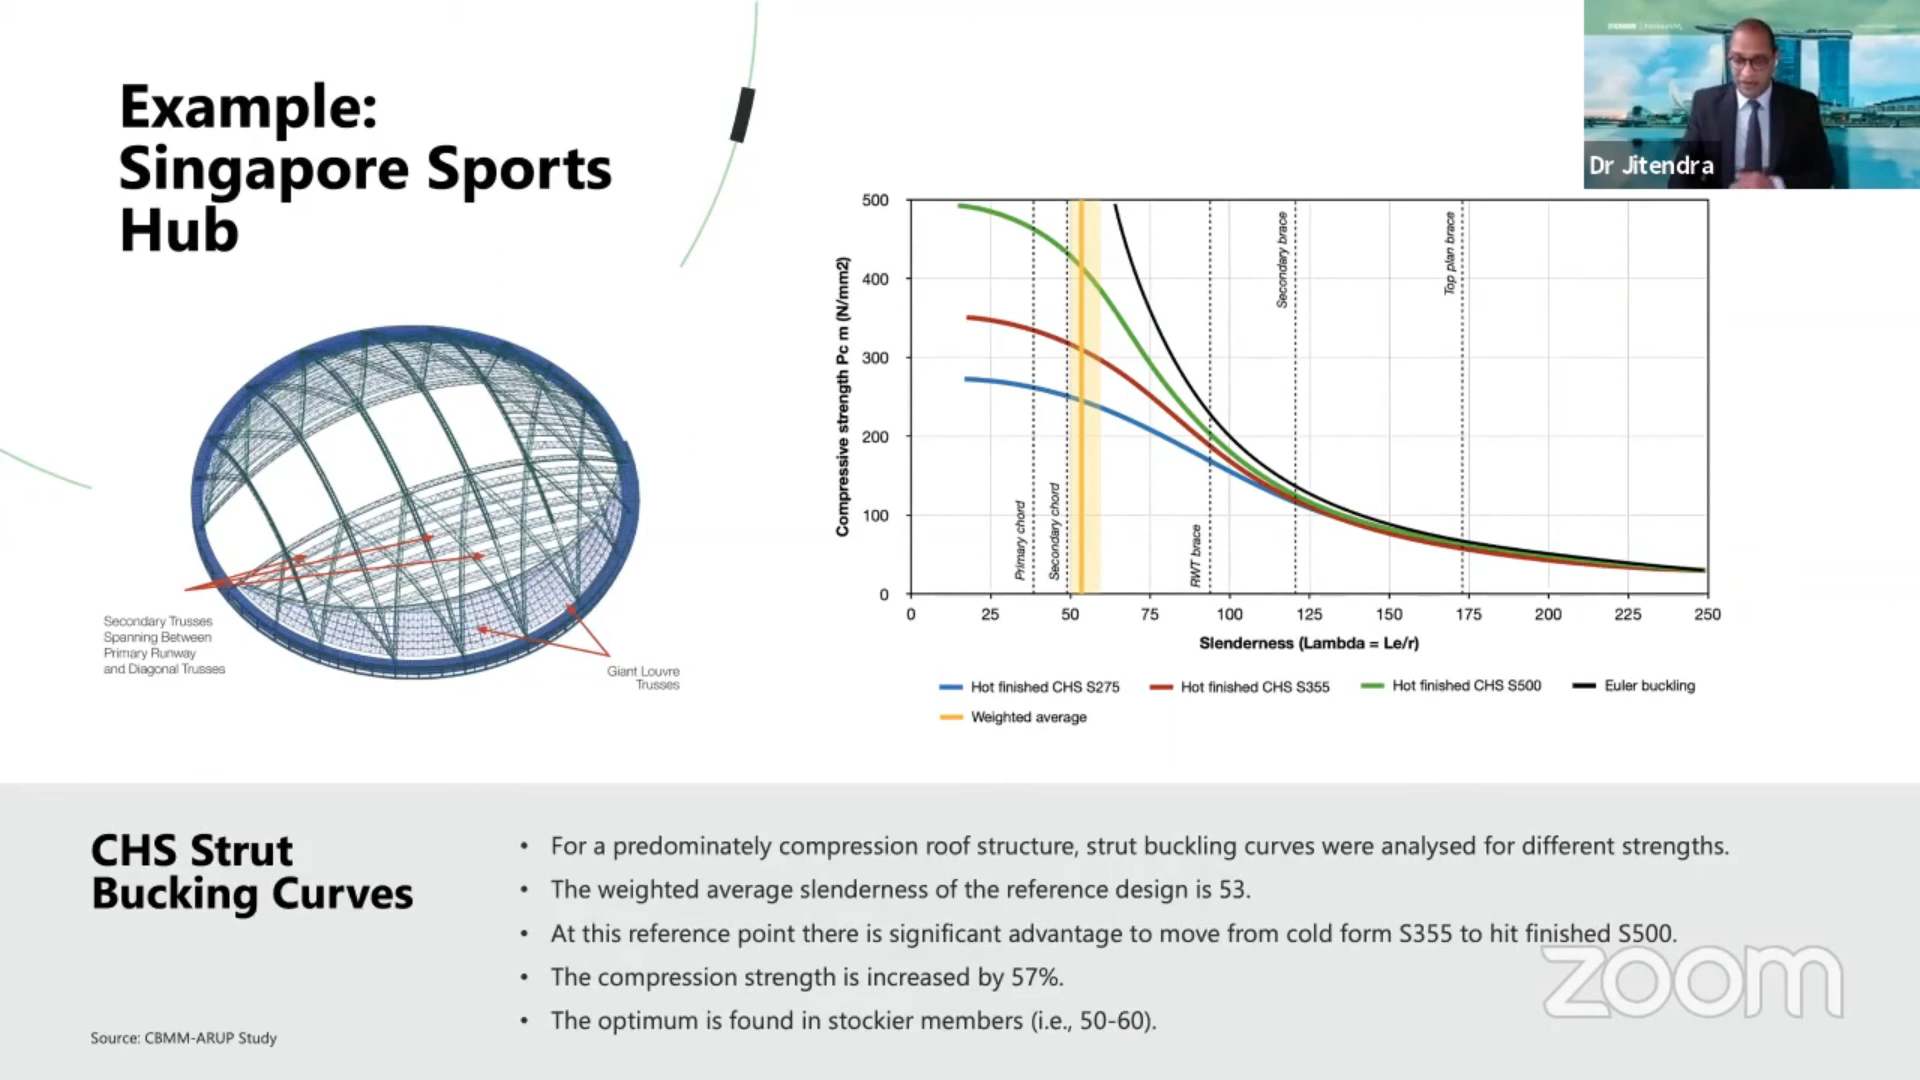 Example:
Singapore Sports
Hub
Dr Jitendra
Secondary Trusses
Spanning Between
Primary Runway
and Diagonal Trusses
Giant Louvre
Trusses
Compressive strength Pc m (N/mm2)
500
400
300
200
100
0
Primary chord
Secondary chord
RWT brace
Secondary brace
Top plan brace
0 25 50 75 100 125 150 175 200 225 250
Slenderness (Lambda = Le/r)
Hot finished CHS S275 Hot finished CHS S355 Hot finished CHS S500 Euler buckling
Weighted average
CHS Strut
Bucking Curves
• For a predominately compression roof structure, strut buckling curves were analysed for different strengths.
• The weighted average slenderness of the reference design is 53.
• At this reference point there is significant advantage to move from cold form S355 to hit finished S500.
• The compression strength is increased by 57%.
• The optimum is found in stockier members (i.e., 50-60).
Source: CBMM-ARUP Study
zoom